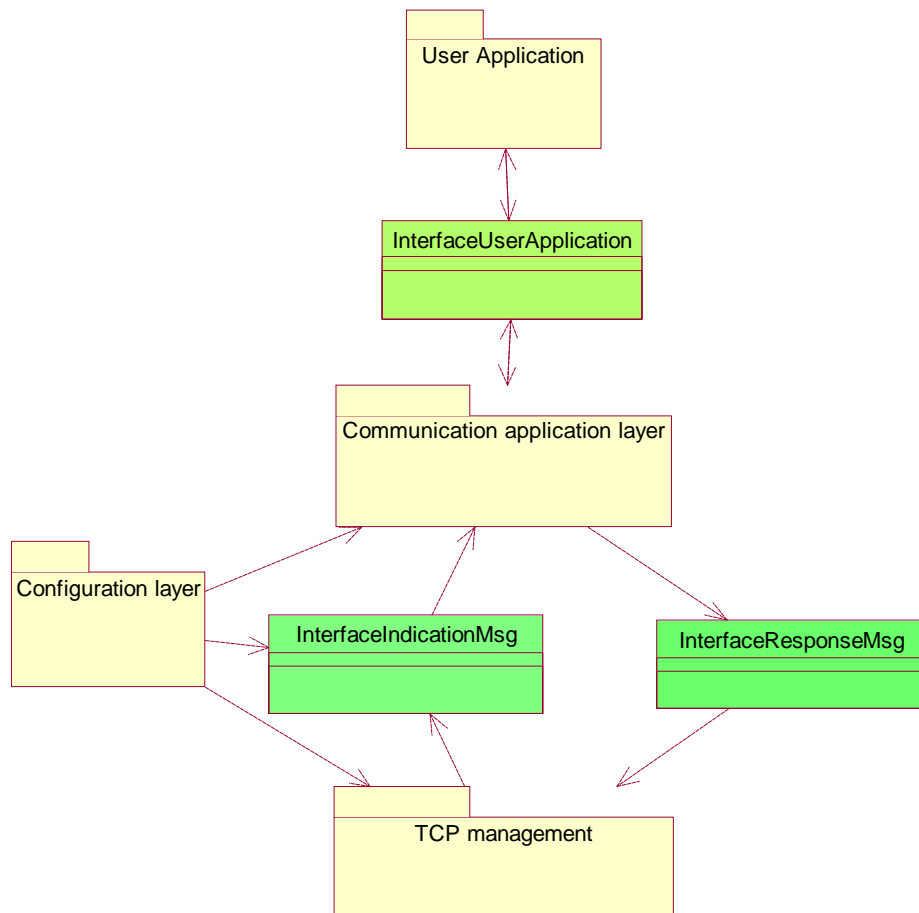 User Application
InterfaceUserApplication
Communication application layer
Configuration layer
InterfaceIndicationMsg
InterfaceResponseMsg
TCP management